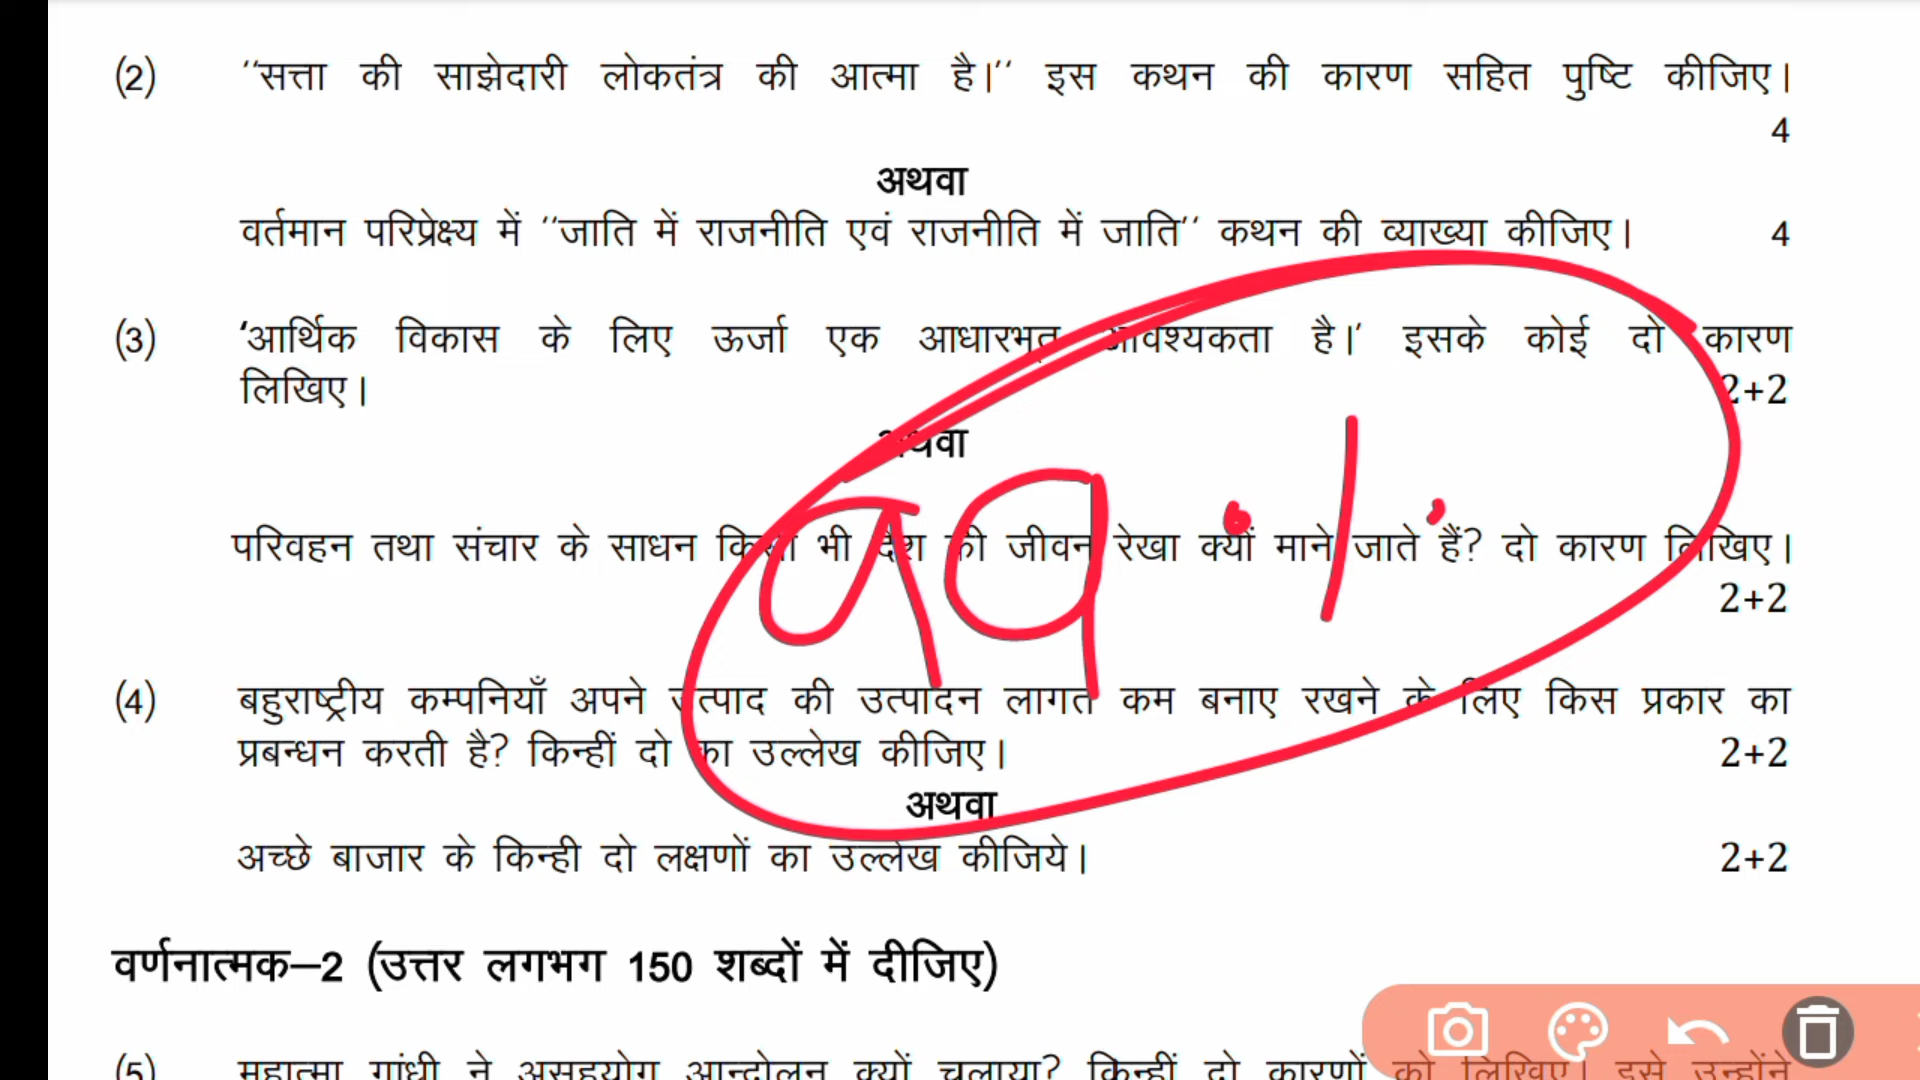 (2) ‘‘सत्ता की साझेदारी लोकतंत्र की आत्मा है।’’ इस कथन की कारण सहित पुष्टि कीजिए।
4
अथवा
वर्तमान परिप्रेक्ष्य में ‘‘जाति में राजनीति एवं राजनीति में जाति’’ कथन की व्याख्या कीजिए। 4
(3) ‘आर्थिक विकास के लिए ऊर्जा एक आधारभूत आवश्यकता है।’ इसके कोई दो कारण
लिखिए। 2+2
अथवा
99%
परिवहन तथा संचार के साधन किसी भी देश की जीवन रेखा क्यों माने जाते हैं? दो कारण लिखिए।
2+2
(4) बहुराष्ट्रीय कम्पनियाँ अपने उत्पाद की उत्पादन लागत कम बनाए रखने के लिए किस प्रकार का
प्रबन्धन करती है? किन्हीं दो का उल्लेख कीजिए। 2+2
अथवा
अच्छे बाजार के किन्ही दो लक्षणों का उल्लेख कीजिये। 2+2
वर्णनात्मक–2 (उत्तर लगभग 150 शब्दों में दीजिए)
(5) महात्मा गांधी ने असहयोग आन्दोलन क्यों चलाया? किन्हीं दो कारणों को लिखिए। इसे उन्होंने